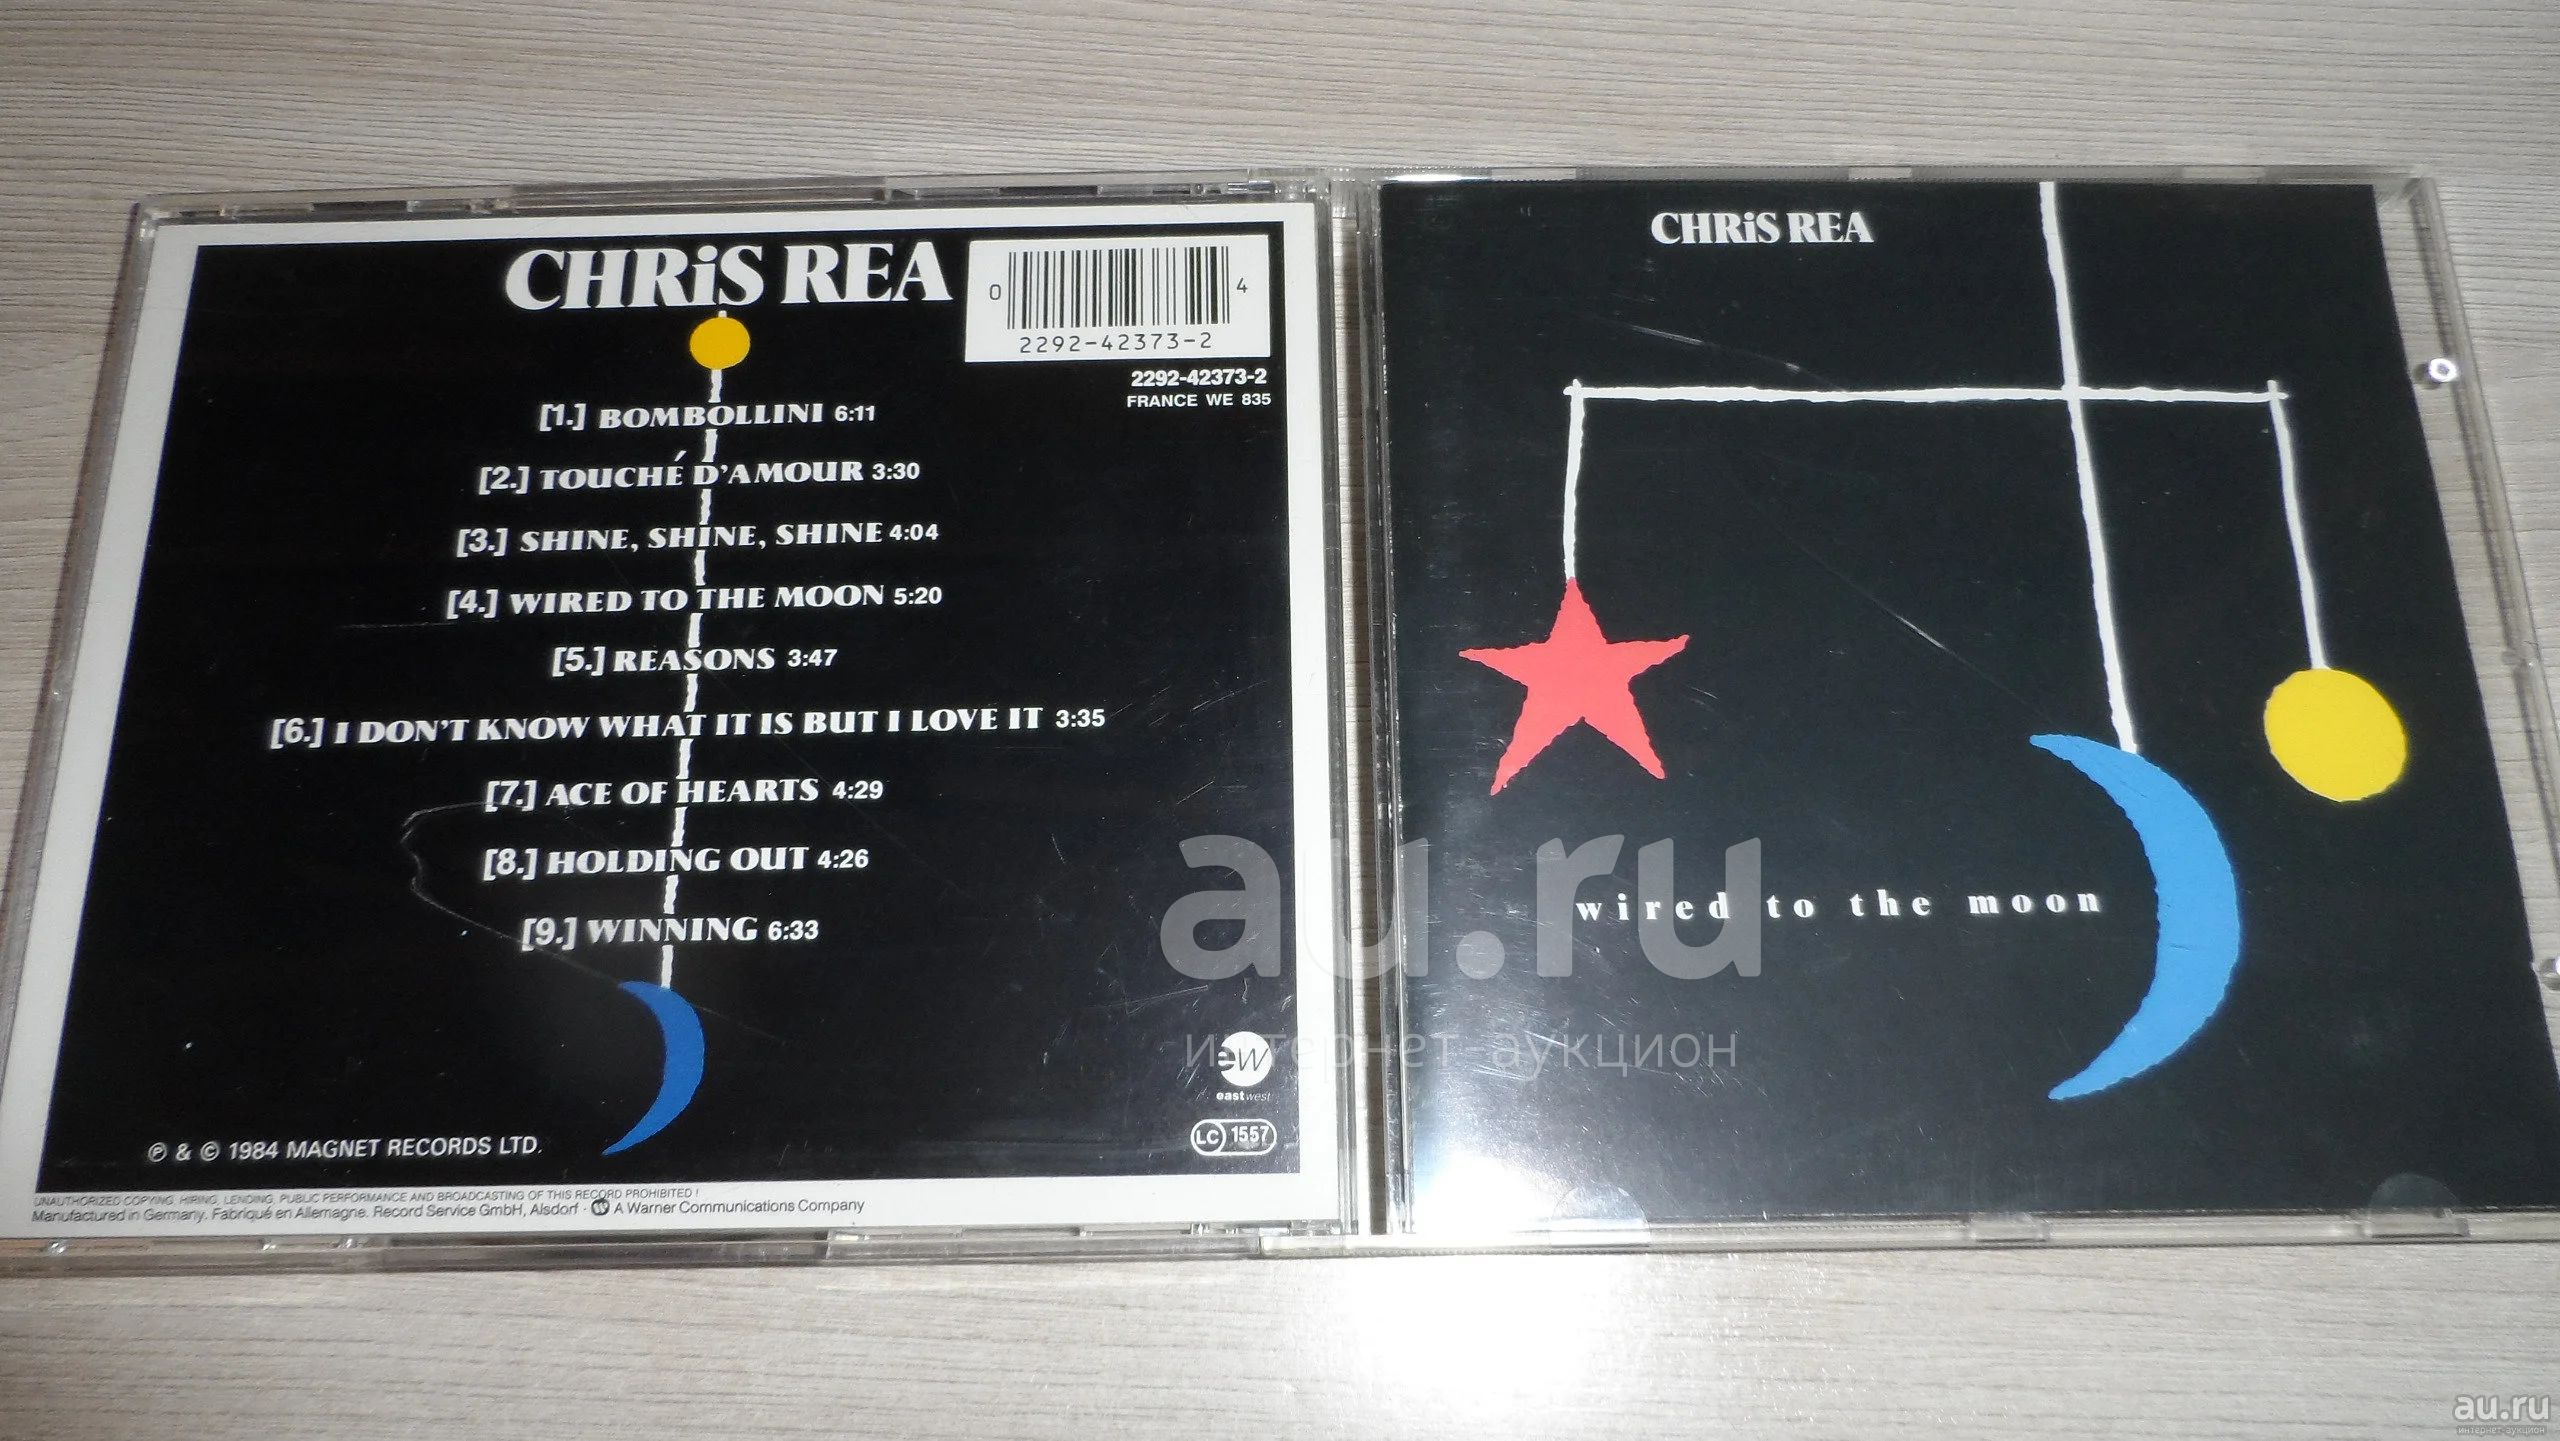 CHRiS REA
0
4
2292-42373-2
2292-42373-2
FRANCE WE 835
[1.] BOMBOLLINI 6:11
[2.] TOUCHÉ D'AMOUR 3:30
[3.] SHINE, SHINE, SHINE 4:04
[4.] WIRED TO THE MOON 5:20
[5.] REASONS 3:47
[6.] I DON'T KNOW WHAT IT IS BUT I LOVE IT 3:35
[7.] ACE OF HEARTS 4:29
[8.] HOLDING OUT 4:26
[9.] WINNING 6:33
ew
eastwest
LC 1557
℗ & © 1984 MAGNET RECORDS LTD.
UNAUTHORIZED COPYING, HIRING, LENDING, PUBLIC PERFORMANCE AND BROADCASTING OF THIS RECORD PROHIBITED !
Manufactured in Germany. Fabriqué en Allemagne. Record Service GmbH, Alsdorf · A Warner Communications Company
CHRiS REA
wired to the moon
au.ru
интернет-аукцион
au.ru
интернет-аукцион